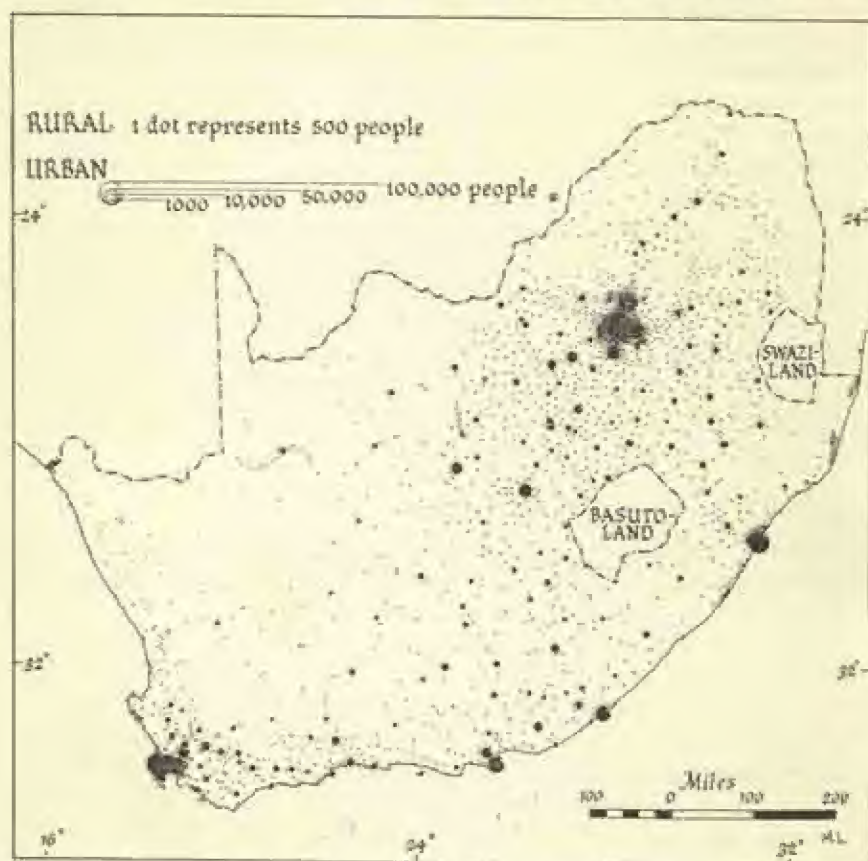 RURAL 1 dot represents 500 people
URBAN
1000 10,000 50,000 100,000 people
24° 24°
SWAZI-
LAND
BASUTO-
LAND
32° 32°
Miles
100 0 100 200
M.L.
16° 24° 32°